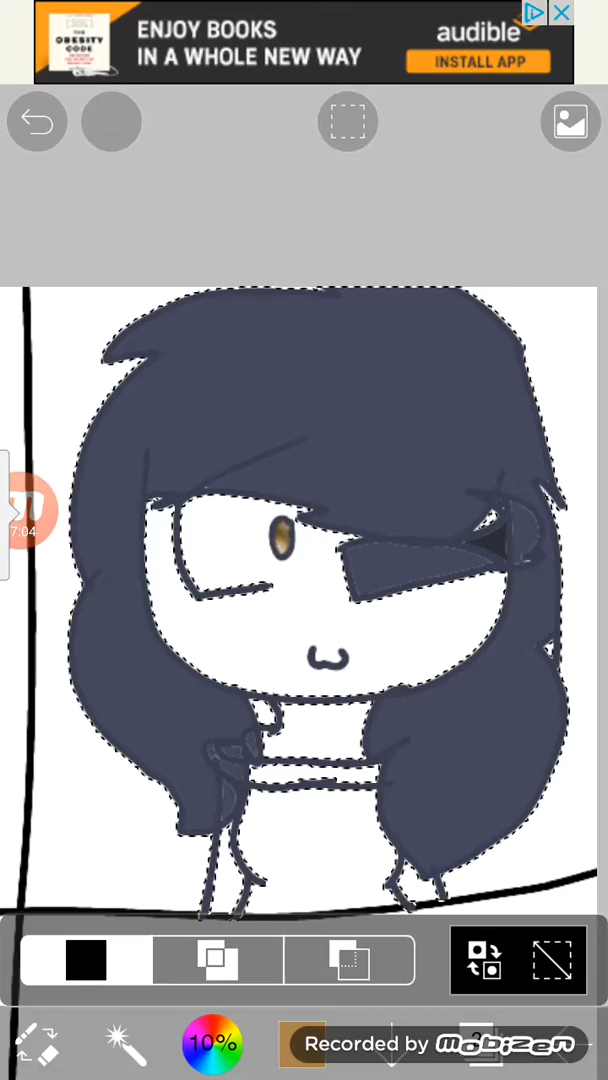 THE
OBESITY
CODE
ENJOY BOOKS
IN A WHOLE NEW WAY
audible
INSTALL APP
7:04
10%
Recorded by mobizen